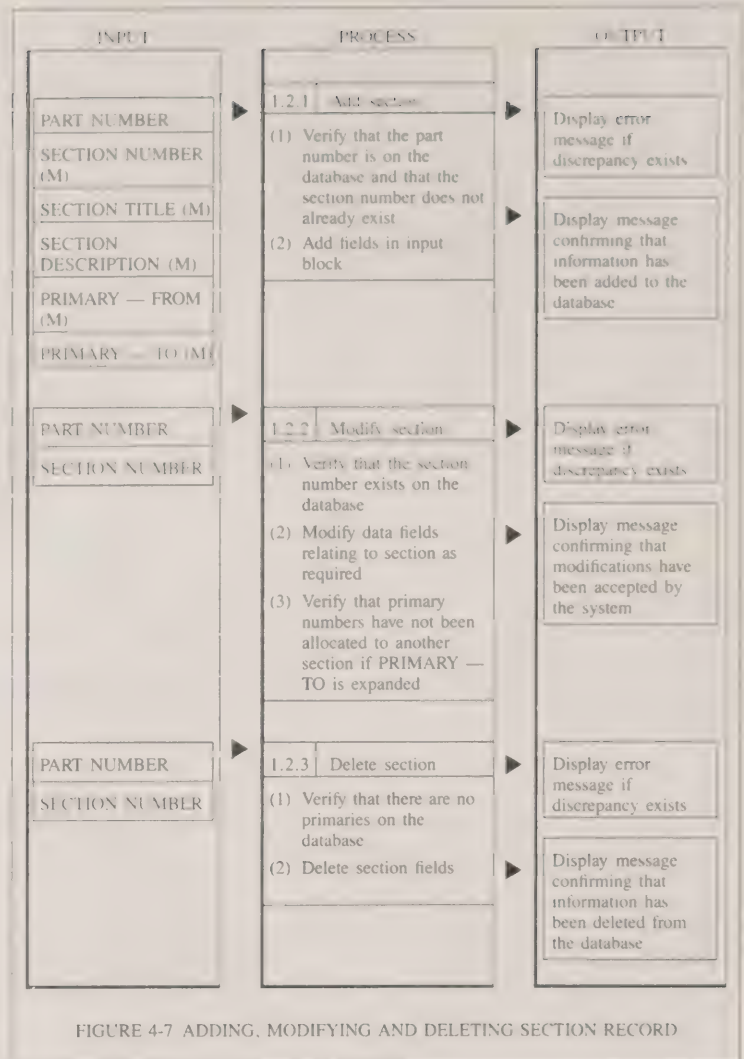 INPUT
PART NUMBER
SECTION NUMBER
(M)
SECTION TITLE (M)
SECTION
DESCRIPTION (M)
PRIMARY — FROM
(M)
PRIMARY — TO (M)
PART NUMBER
SECTION NUMBER
PART NUMBER
SECTION NUMBER
PROCESS
1.2.1 Add section
(1) Verify that the part
number is on the
database and that the
section number does not
already exist
(2) Add fields in input
block
1.2.2 Modify section
(1) Verify that the section
number exists on the
database
(2) Modify data fields
relating to section as
required
(3) Verify that primary
numbers have not been
allocated to another
section if PRIMARY —
TO is expanded
1.2.3 Delete section
(1) Verify that there are no
primaries on the
database
(2) Delete section fields
OUTPUT
Display error
message if
discrepancy exists
Display message
confirming that
information has
been added to the
database
Display error
message if
discrepancy exists
Display message
confirming that
modifications have
been accepted by
the system
Display error
message if
discrepancy exists
Display message
confirming that
information has
been deleted from
the database
FIGURE 4-7 ADDING, MODIFYING AND DELETING SECTION RECORD